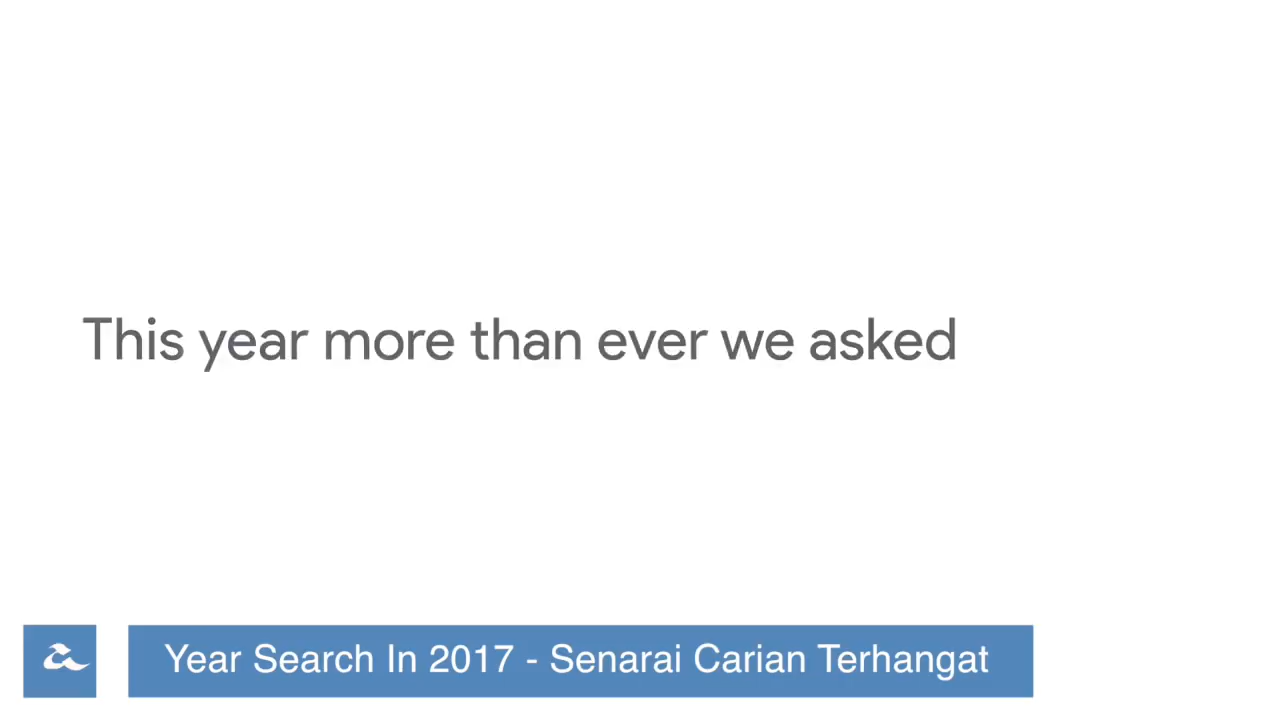 This year more than ever we asked
Year Search In 2017 - Senarai Carian Terhangat